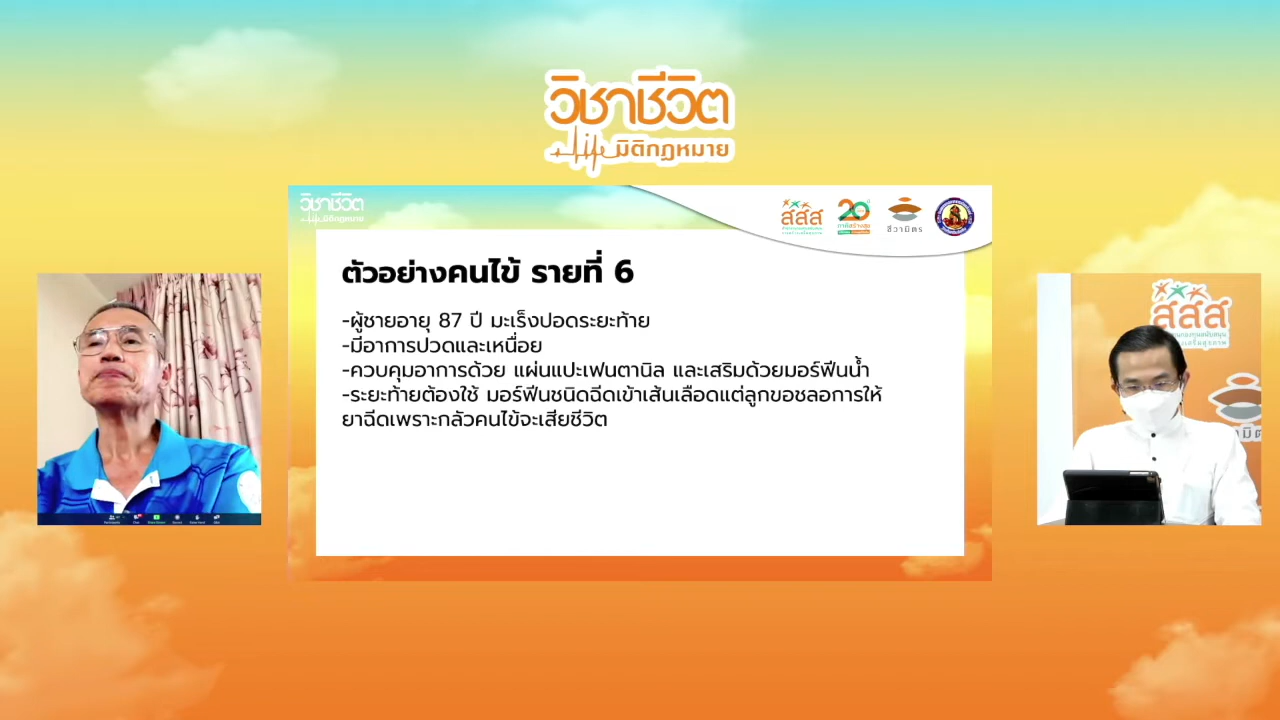 วิชาชีวิต
Life มิติกฎหมาย
วิชาชีวิต
มิติกฎหมาย
สสส
20
ชีวามิตร
ตัวอย่างคนไข้ รายที่ 6
-ผู้ชายอายุ 87 ปี มะเร็งปอดระยะท้าย
-มีอาการปวดและเหนื่อย
-ควบคุมอาการด้วย แผ่นแปะเฟนตานิล และเสริมด้วยมอร์ฟีนน้ำ
-ระยะท้ายต้องใช้ มอร์ฟีนชนิดฉีดเข้าเส้นเลือดแต่ลูกขอชลอการให้
ยาฉีดเพราะกลัวคนไข้จะเสียชีวิต
สสส